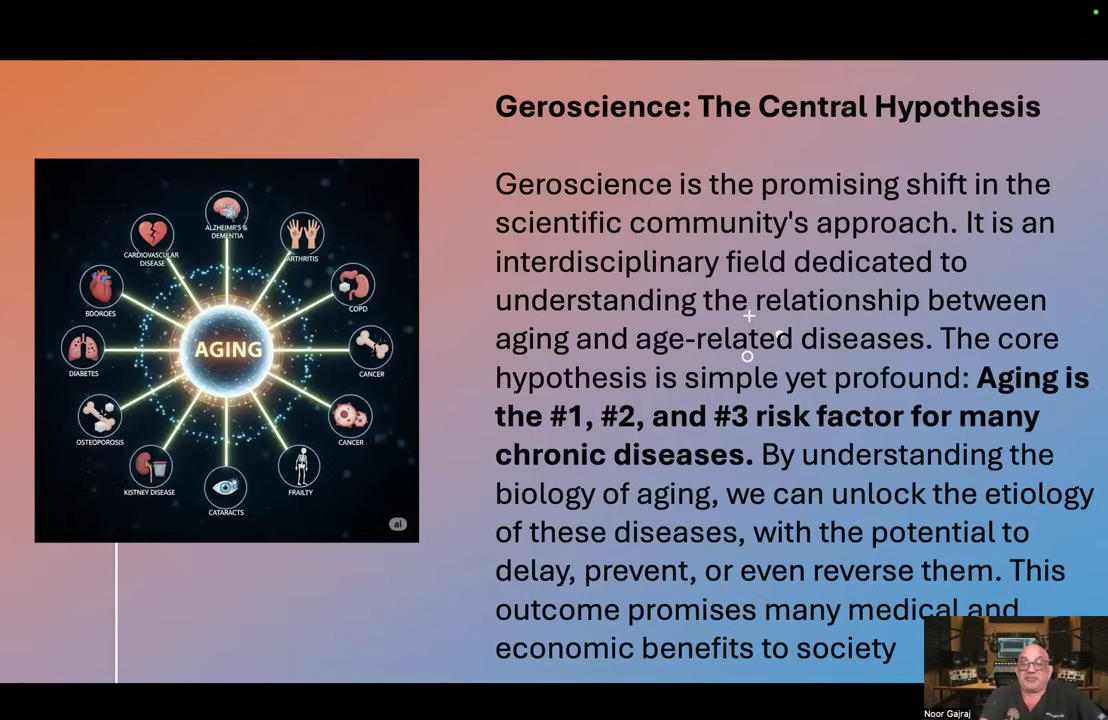 Geroscience: The Central Hypothesis
Geroscience is the promising shift in the
scientific community's approach. It is an
interdisciplinary field dedicated to
understanding the relationship between
aging and age-related diseases. The core
hypothesis is simple yet profound: Aging is
the #1, #2, and #3 risk factor for many
chronic diseases. By understanding the
biology of aging, we can unlock the etiology
of these diseases, with the potential to
delay, prevent, or even reverse them. This
outcome promises many medical and
economic benefits to society
ALZHEIMR'S &
DEMENTIA
CARDIOVASCULAR
DISEASE
ARTHRITIS
BDOROES
COPD
AGING
DIABETES
CANCER
OSTEOPOROSIS
CANCER
KISTNEY DISEASE
FRAILTY
CATARACTS
ai
Noor Gajraj